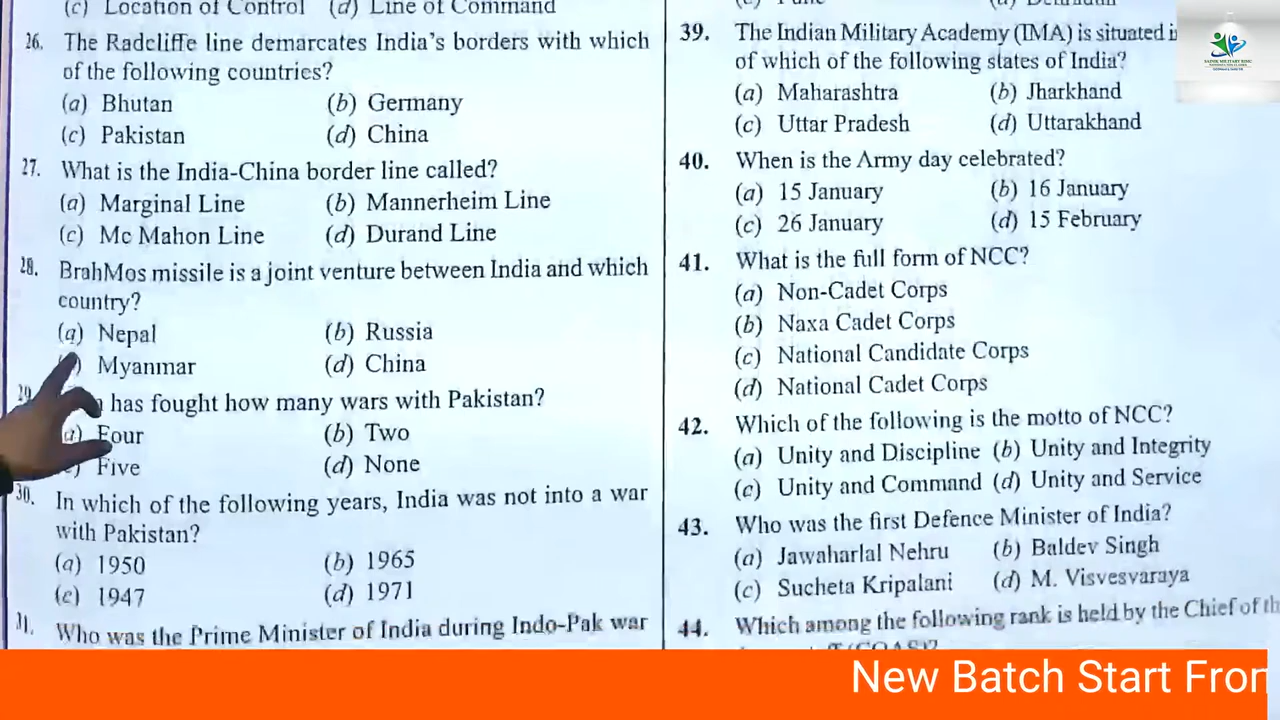 (c) Location of Control (d) Line of Command
26. The Radcliffe line demarcates India's borders with which
of the following countries?
(a) Bhutan (b) Germany
(c) Pakistan (d) China
27. What is the India-China border line called?
(a) Marginal Line (b) Mannerheim Line
(c) Mc Mahon Line (d) Durand Line
28. BrahMos missile is a joint venture between India and which
country?
(a) Nepal (b) Russia
Myanmar (d) China
has fought how many wars with Pakistan?
Four (b) Two
Five (d) None
30. In which of the following years, India was not into a war
with Pakistan?
(a) 1950 (b) 1965
(c) 1947 (d) 1971
31. Who was the Prime Minister of India during Indo-Pak war
39. The Indian Military Academy (IMA) is situated
of which of the following states of India?
(a) Maharashtra (b) Jharkhand
(c) Uttar Pradesh (d) Uttarakhand
40. When is the Army day celebrated?
(a) 15 January (b) 16 January
(c) 26 January (d) 15 February
41. What is the full form of NCC?
(a) Non-Cadet Corps
(b) Naxa Cadet Corps
(c) National Candidate Corps
(d) National Cadet Corps
42. Which of the following is the motto of NCC?
(a) Unity and Discipline (b) Unity and Integrity
(c) Unity and Command (d) Unity and Service
43. Who was the first Defence Minister of India?
(a) Jawaharlal Nehru (b) Baldev Singh
(c) Sucheta Kripalani (d) M. Visvesvaraya
44. Which among the following rank is held by the Chief of
New Batch Start From